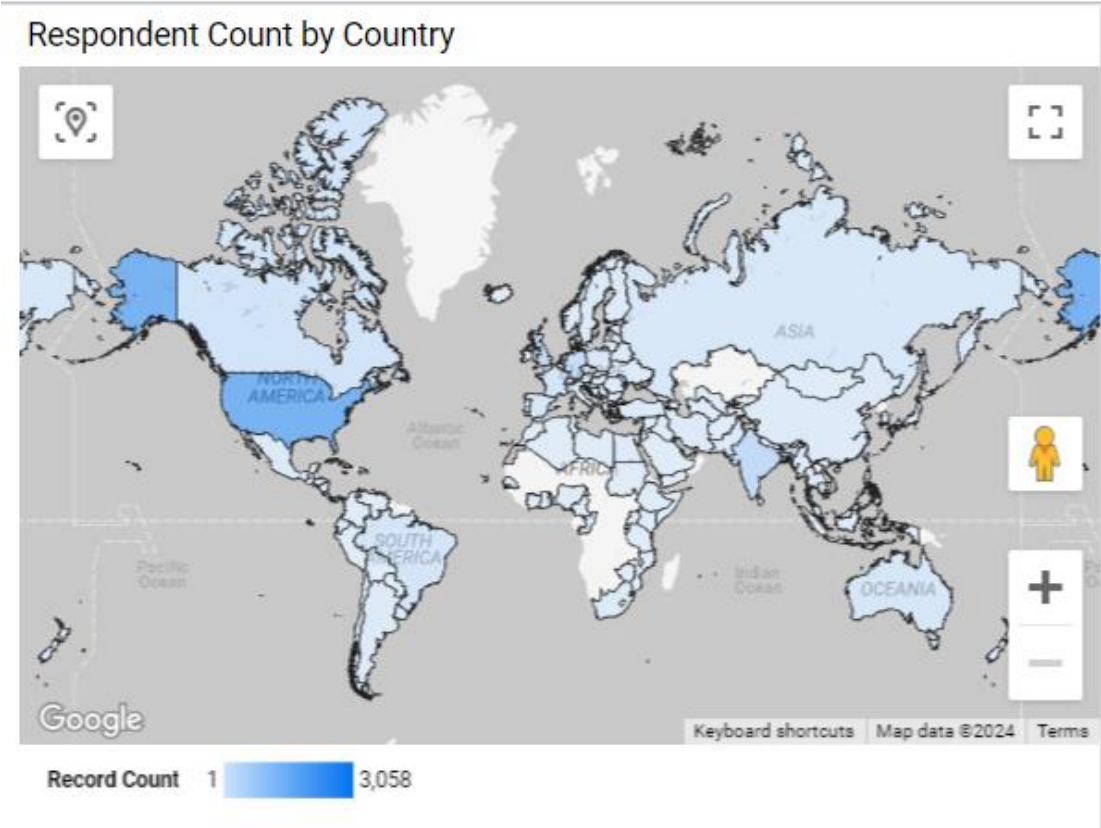 Respondent Count by Country
ASIA
NORTH
AMERICA
Atlantic
Ocean
AFRICA
SOUTH
AMERICA
Pacific
Ocean
Indian
Ocean
OCEANIA
Google
Keyboard shortcuts
Map data ©2024
Terms
Record Count 1 3,058